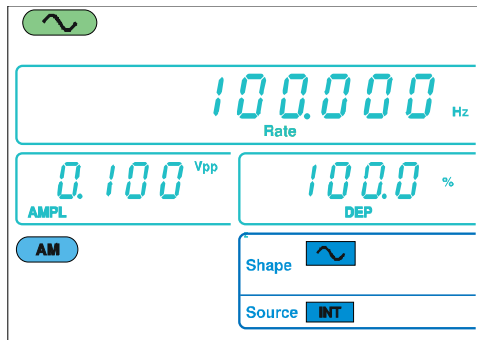 100.000 Hz
Rate
0.100 Vpp
AMPL
100.0 %
DEP
AM
Shape
Source INT